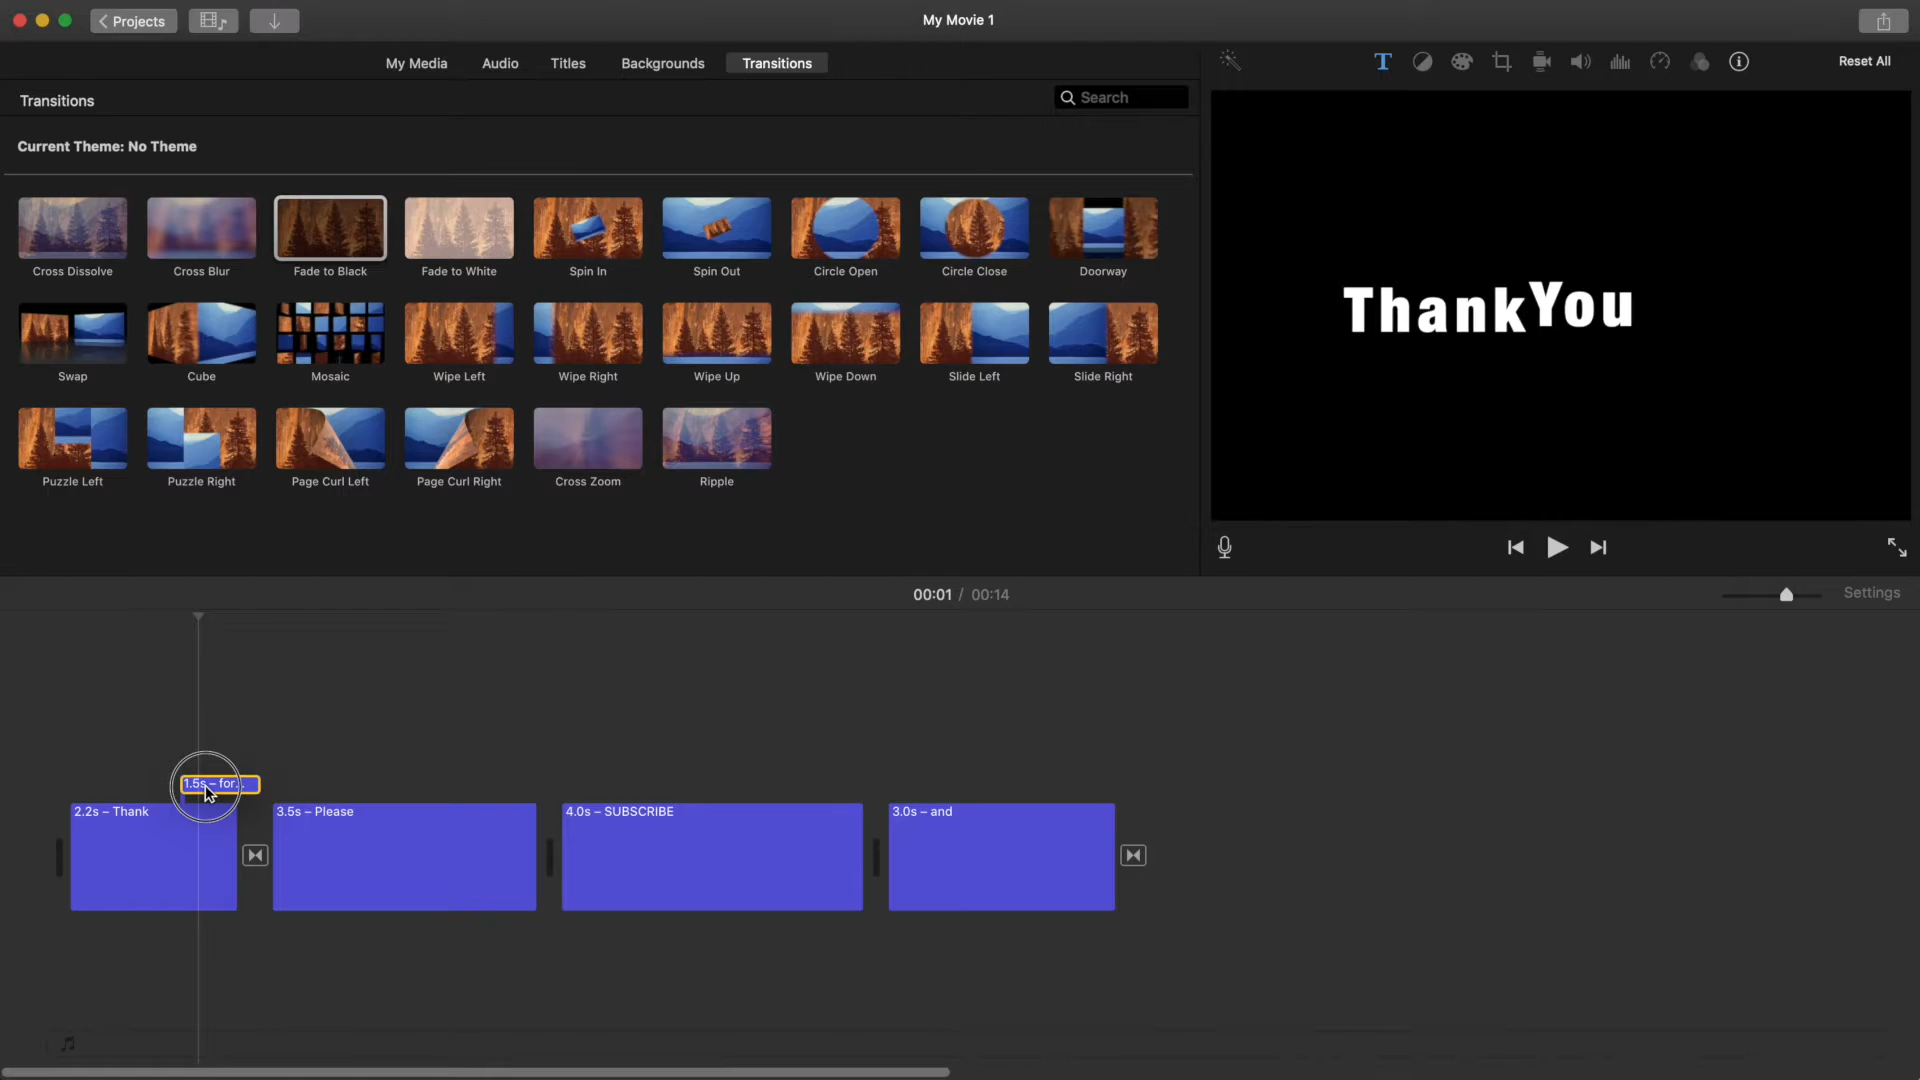 Projects
My Movie 1
My Media
Audio
Titles
Backgrounds
Transitions
T
Reset All
Transitions
Search
Current Theme: No Theme
Cross Dissolve
Cross Blur
Fade to Black
Fade to White
Spin In
Spin Out
Circle Open
Circle Close
Doorway
Swap
Cube
Mosaic
Wipe Left
Wipe Right
Wipe Up
Wipe Down
Slide Left
Slide Right
Puzzle Left
Puzzle Right
Page Curl Left
Page Curl Right
Cross Zoom
Ripple
ThankYou
00:01 / 00:14
Settings
1.5s – for...
2.2s – Thank
3.5s – Please
4.0s – SUBSCRIBE
3.0s – and